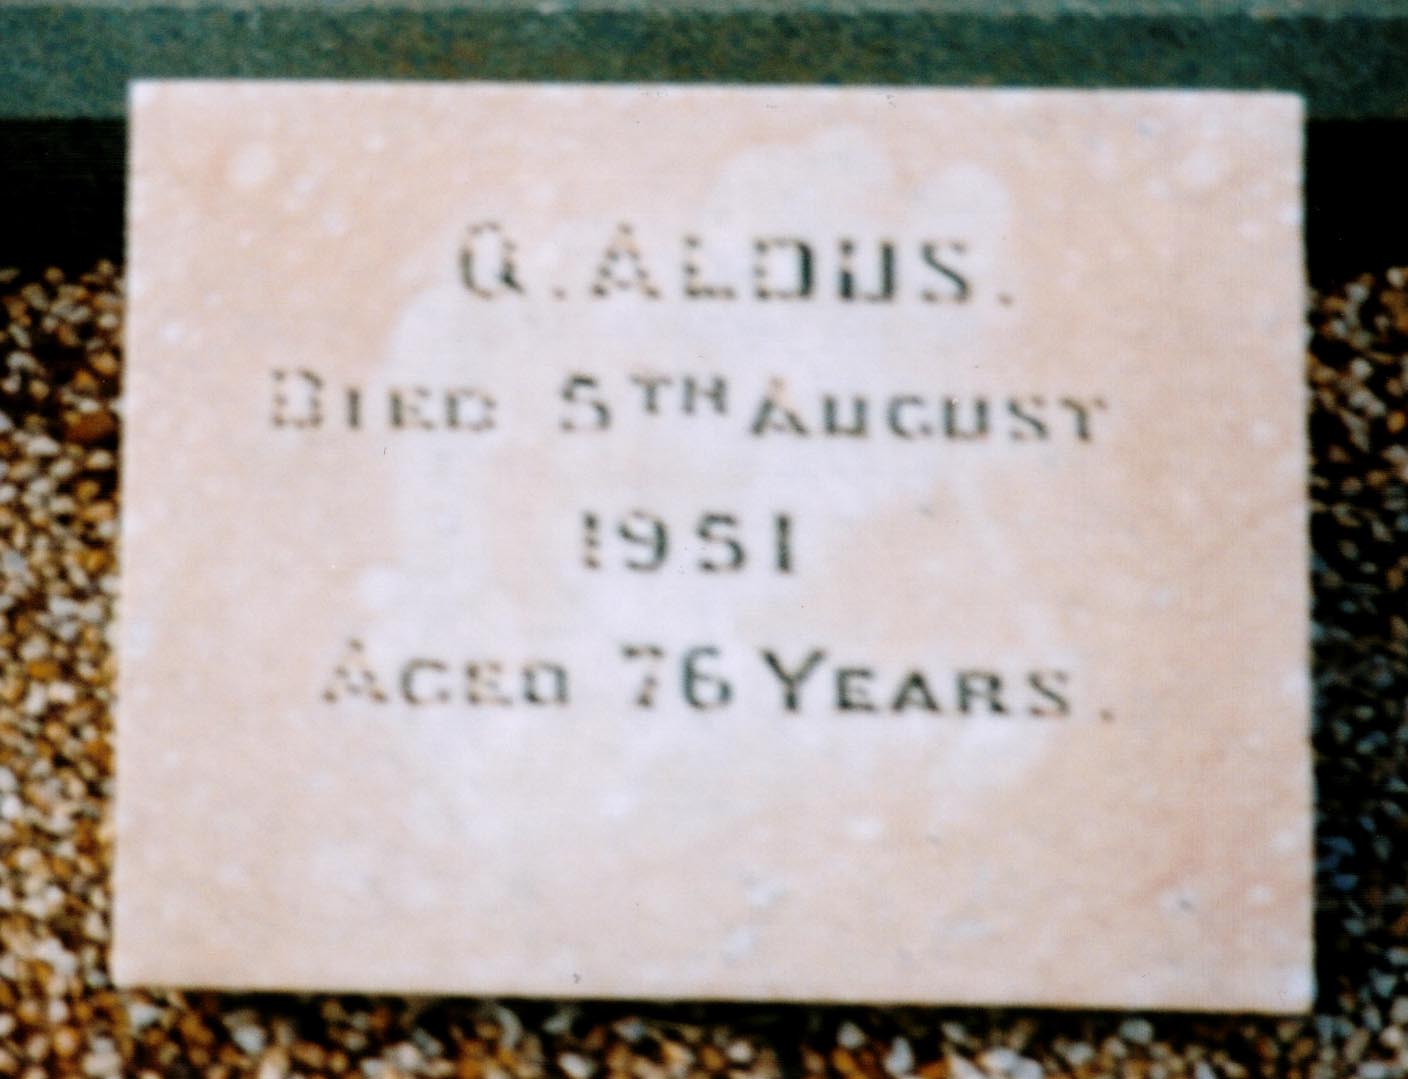 Q. ALDUS.
DIED 5TH AUGUST
1951
AGED 76 YEARS.